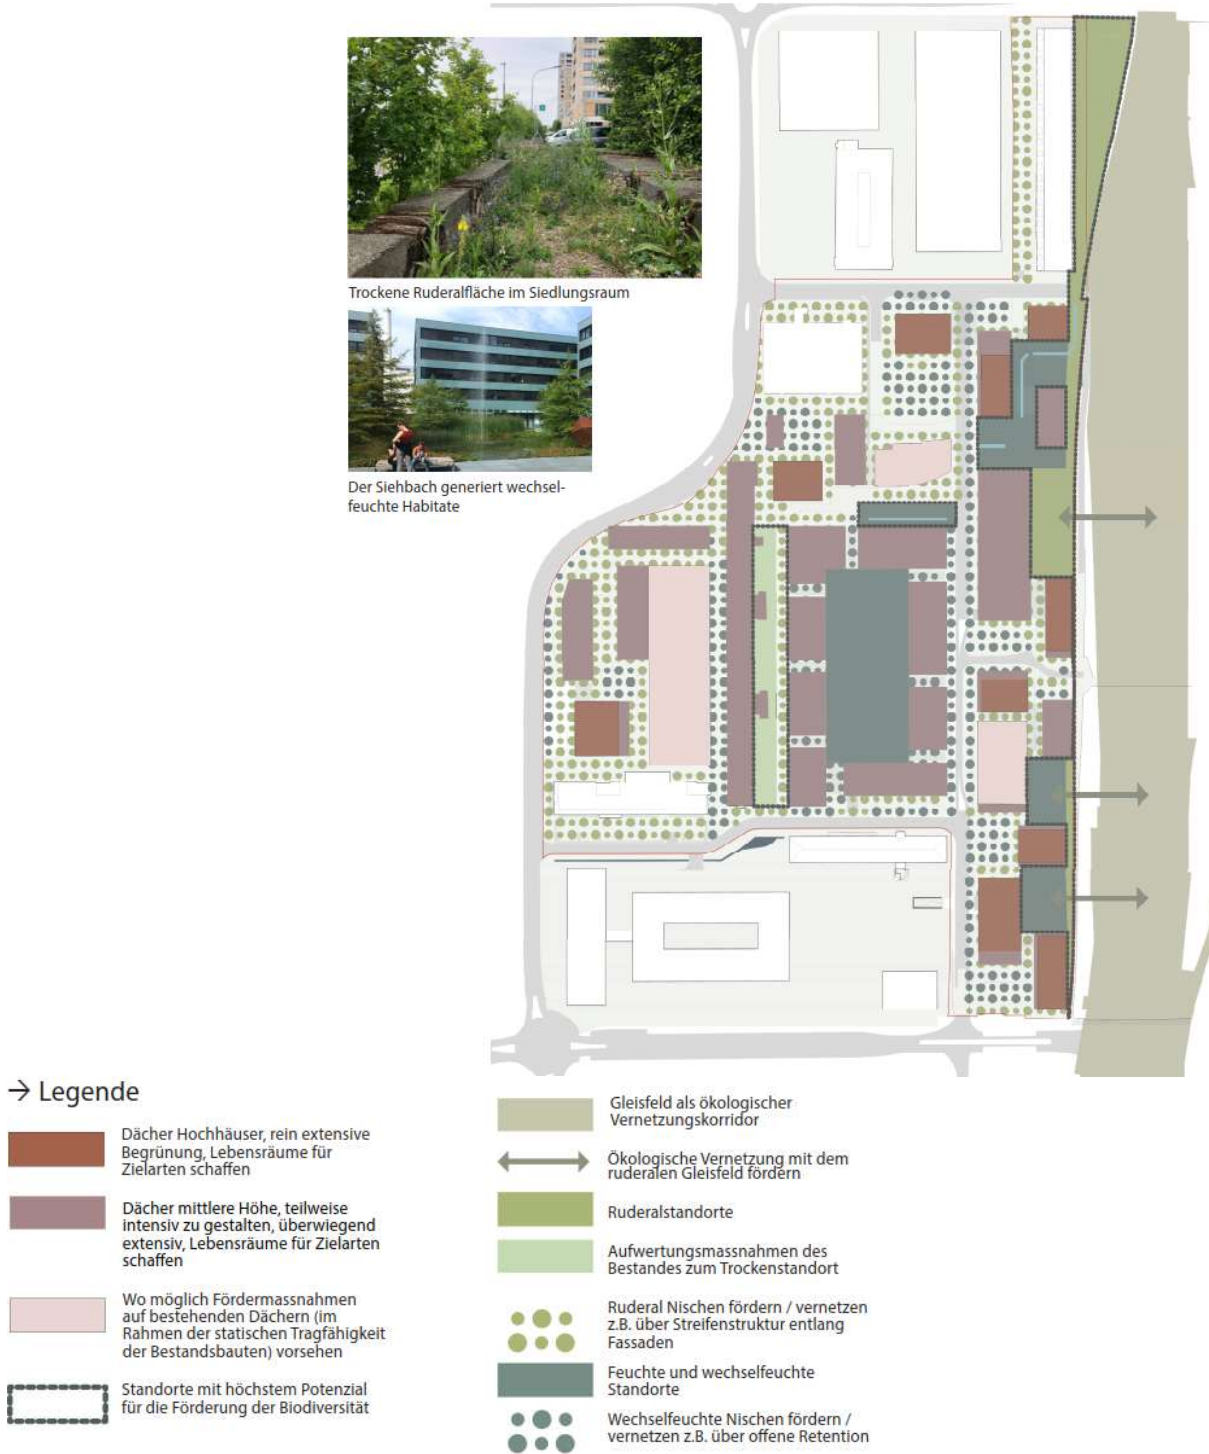 Trockene Ruderalfläche im Siedlungsraum
Der Siehbach generiert wechsel-
feuchte Habitate
→ Legende
Dächer Hochhäuser, rein extensive
Begrünung, Lebensräume für
Zielarten schaffen
Dächer mittlere Höhe, teilweise
intensiv zu gestalten, überwiegend
extensiv, Lebensräume für Zielarten
schaffen
Wo möglich Fördermassnahmen
auf bestehenden Dächern (im
Rahmen der statischen Tragfähigkeit
der Bestandsbauten) vorsehen
Standorte mit höchstem Potenzial
für die Förderung der Biodiversität
Gleisfeld als ökologischer
Vernetzungskorridor
Ökologische Vernetzung mit dem
ruderalen Gleisfeld fördern
Ruderalstandorte
Aufwertungsmassnahmen des
Bestandes zum Trockenstandort
Ruderal Nischen fördern / vernetzen
z.B. über Streifenstruktur entlang
Fassaden
Feuchte und wechselfeuchte
Standorte
Wechselfeuchte Nischen fördern /
vernetzen z.B. über offene Retention